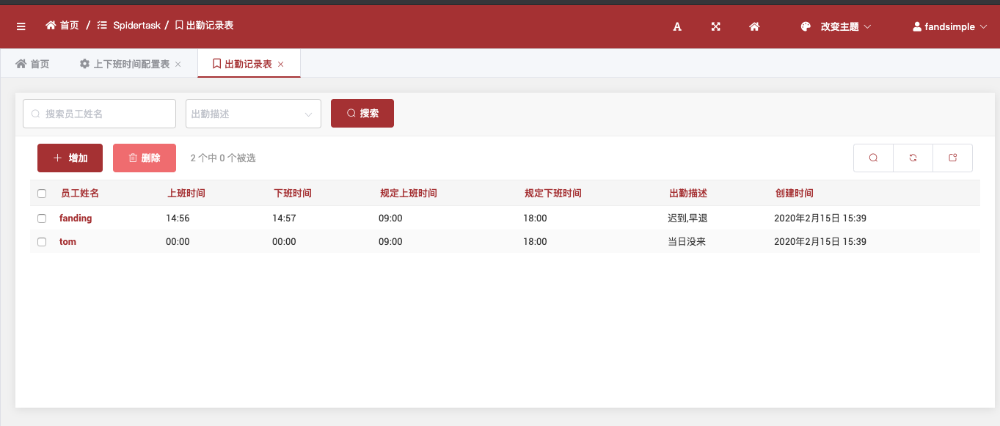 首页 / Spidertask / 出勤记录表 改变主题 fandsimple
首页 上下班时间配置表 出勤记录表
搜索员工姓名 出勤描述 搜索
增加 删除 2 个中 0 个被选
员工姓名 上班时间 下班时间 规定上班时间 规定下班时间 出勤描述 创建时间
fanding 14:56 14:57 09:00 18:00 迟到,早退 2020年2月15日 15:39
tom 00:00 00:00 09:00 18:00 当日没来 2020年2月15日 15:39